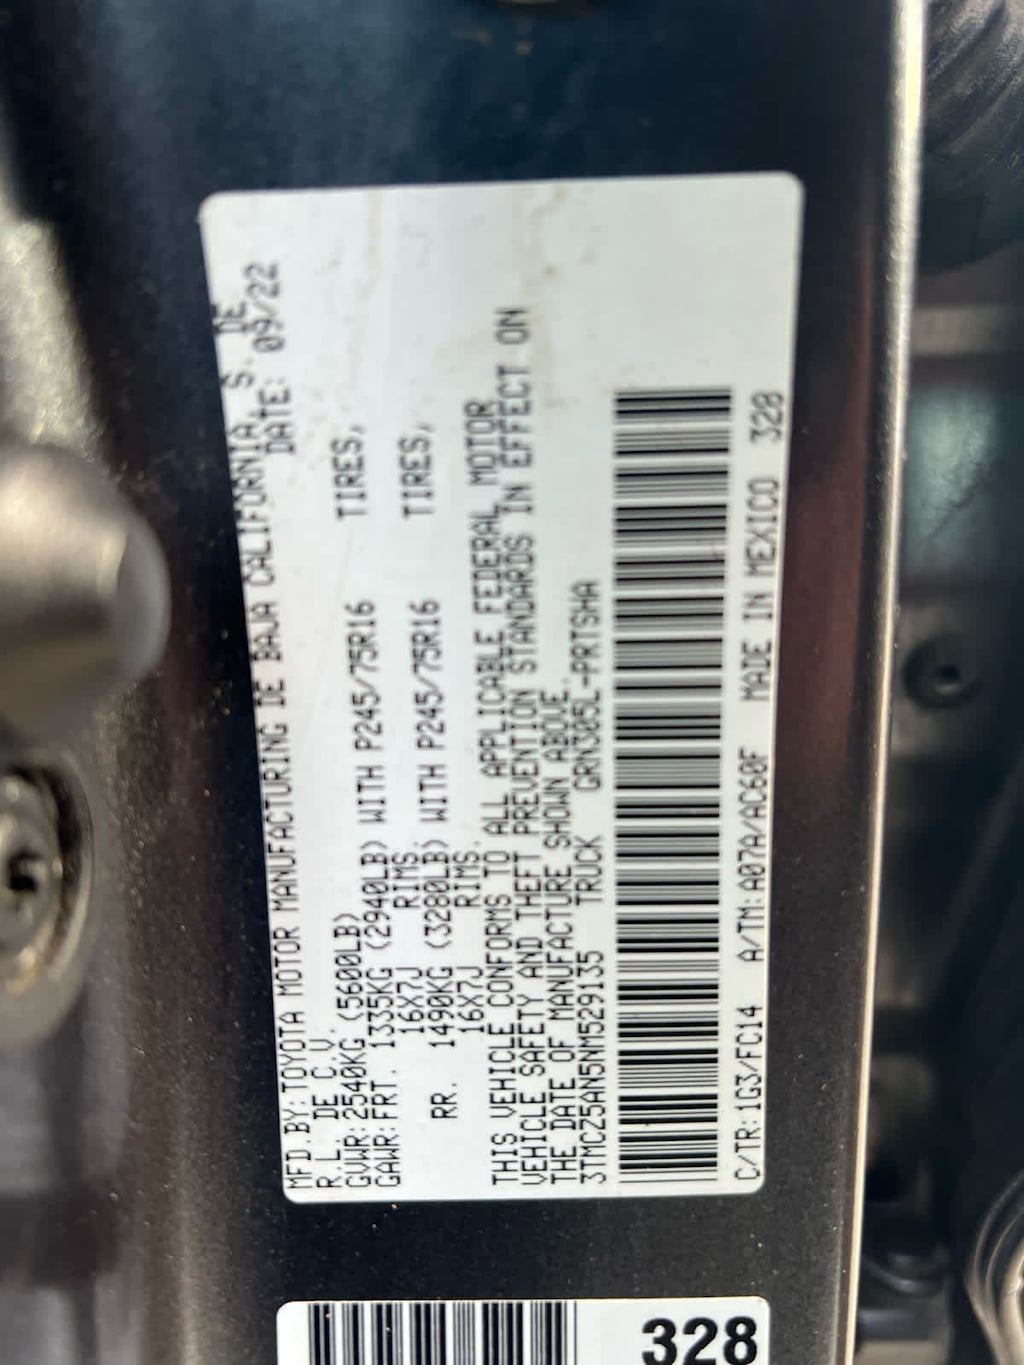 MFD.BY:TOYOTA MOTOR MANUFACTURING DE BAJA CALIFORNIA, S. DE
R.L. DE C.V. DATE: 09/22
GVWR:2540KG (5600LB)
GAWR:FRT. 1335KG (2940LB) WITH P245/75R16 TIRES,
16X7J RIMS.
RR. 1490KG (3280LB) WITH P245/75R16 TIRES,
16X7J RIMS.
THIS VEHICLE CONFORMS TO ALL APPLICABLE FEDERAL MOTOR
VEHICLE SAFETY AND THEFT PREVENTION STANDARDS IN EFFECT ON
THE DATE OF MANUFACTURE SHOWN ABOVE.
3TMCZ5AN5NM529135 TRUCK GRN305L-PRTSHA
C/TR:1G3/FC14 A/TM:A07A/AC60F MADE IN MEXICO 328
328